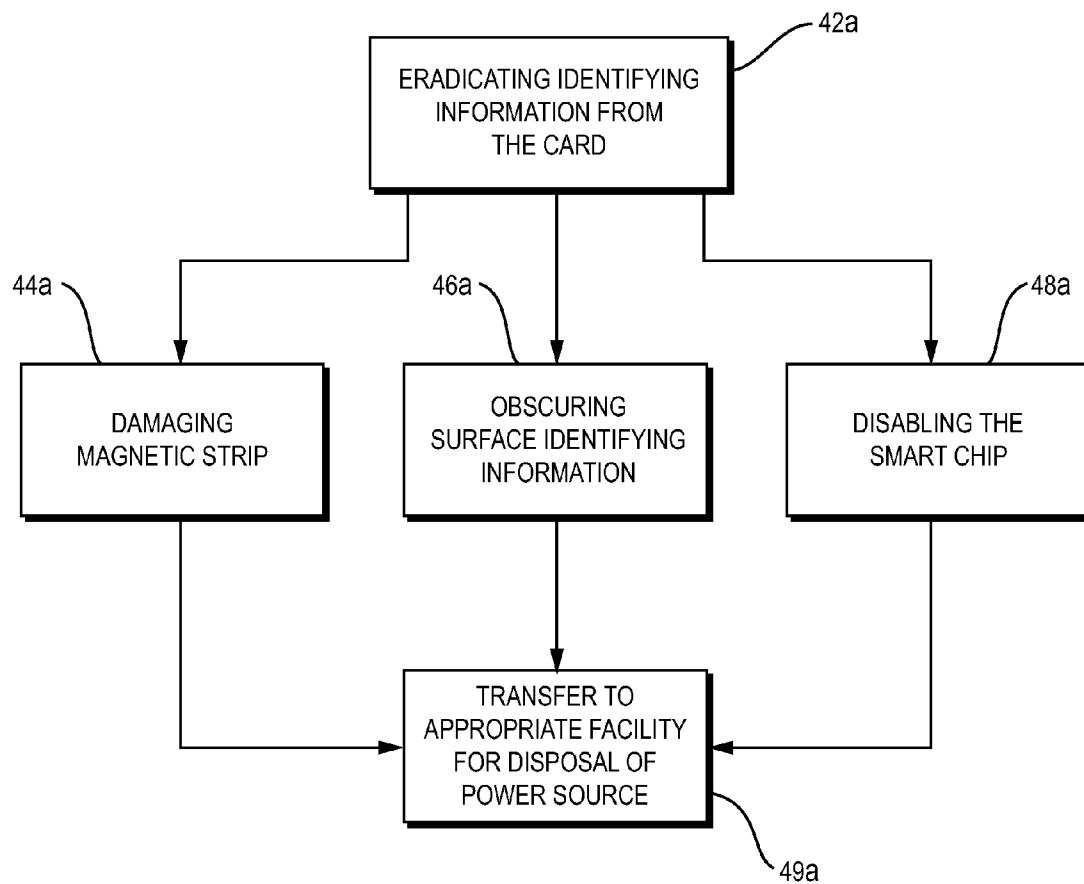 42a
ERADICATING IDENTIFYING
INFORMATION FROM
THE CARD
44a
46a
48a
DAMAGING
MAGNETIC STRIP
OBSCURING
SURFACE IDENTIFYING
INFORMATION
DISABLING THE
SMART CHIP
TRANSFER TO
APPROPRIATE FACILITY
FOR DISPOSAL OF
POWER SOURCE
49a